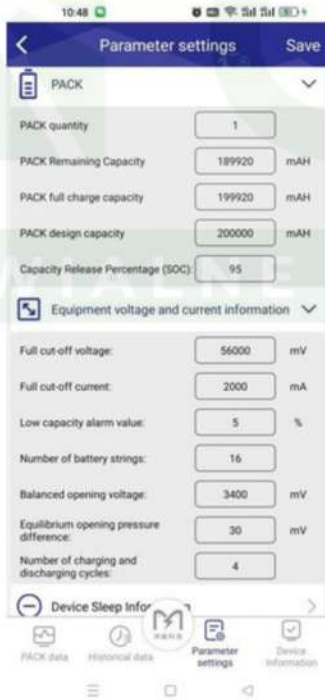 10:48
Parameter settings
Save
PACK
PACK quantity
1
PACK Remaining Capacity
189920
mAH
PACK full charge capacity
199920
mAH
PACK design capacity
200000
mAH
Capacity Release Percentage (SOC):
95
Equipment voltage and current information
Full cut-off voltage:
56000
mV
Full cut-off current:
2000
mA
Low capacity alarm value:
5
%
Number of battery strings:
16
Balanced opening voltage:
3400
mV
Equilibrium opening pressure
difference:
30
mV
Number of charging and
discharging cycles:
4
Device Sleep Infor
PACK data
Historical data
Parameter
settings
Device
Information